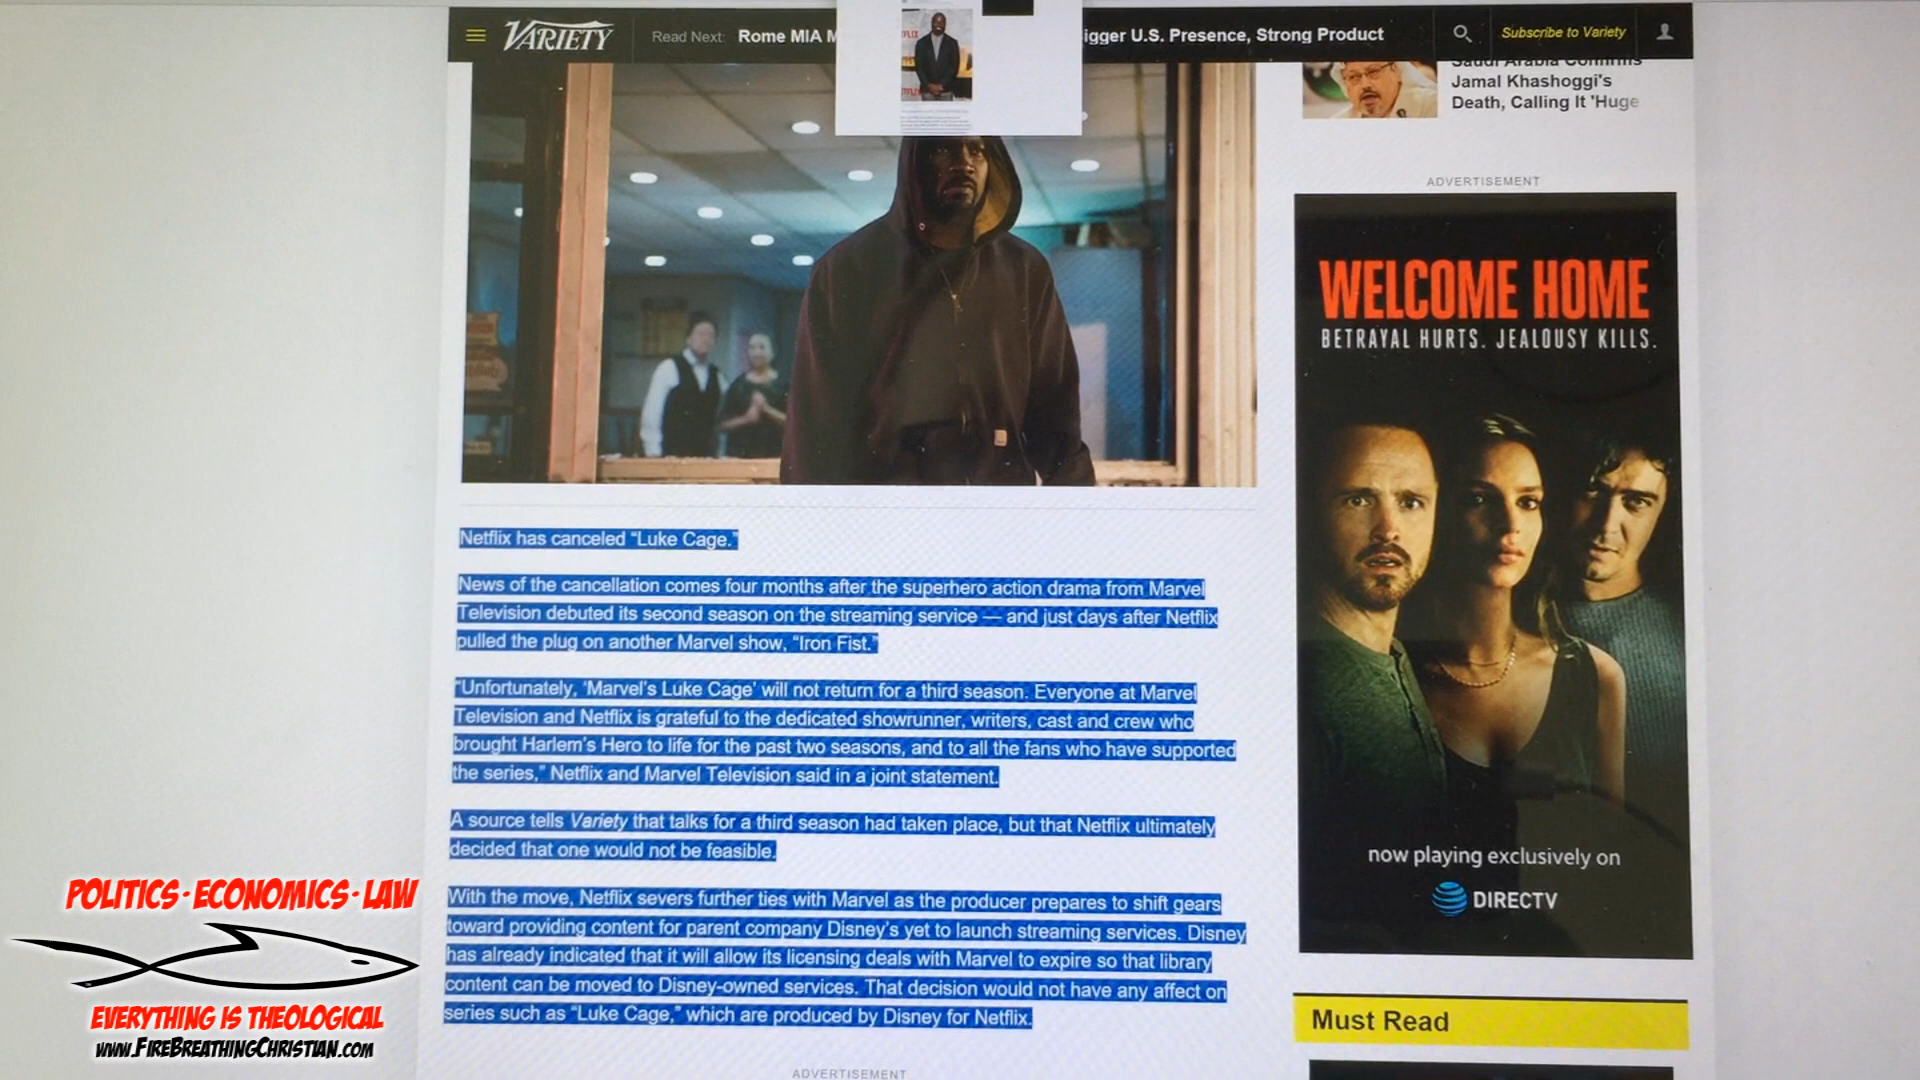 VARIETY
Read Next: Rome MIA M
igger U.S. Presence, Strong Product
Subscribe to Variety
Saudi Arabia Confirms
Jamal Khashoggi's
Death, Calling It 'Huge
ADVERTISEMENT
WELCOME HOME
BETRAYAL HURTS. JEALOUSY KILLS.
now playing exclusively on
DIRECTV
Must Read
Netflix has canceled “Luke Cage.”
News of the cancellation comes four months after the superhero action drama from Marvel
Television debuted its second season on the streaming service — and just days after Netflix
pulled the plug on another Marvel show, “Iron Fist.”
“Unfortunately, ‘Marvel’s Luke Cage’ will not return for a third season. Everyone at Marvel
Television and Netflix is grateful to the dedicated showrunner, writers, cast and crew who
brought Harlem’s Hero to life for the past two seasons, and to all the fans who have supported
the series,” Netflix and Marvel Television said in a joint statement.
A source tells Variety that talks for a third season had taken place, but that Netflix ultimately
decided that one would not be feasible.
With the move, Netflix severs further ties with Marvel as the producer prepares to shift gears
toward providing content for parent company Disney’s yet to launch streaming services. Disney
has already indicated that it will allow its licensing deals with Marvel to expire so that library
content can be moved to Disney-owned services. That decision would not have any affect on
series such as “Luke Cage,” which are produced by Disney for Netflix.
ADVERTISEMENT
POLITICS · ECONOMICS · LAW
EVERYTHING IS THEOLOGICAL
www.FireBreathingChristian.com